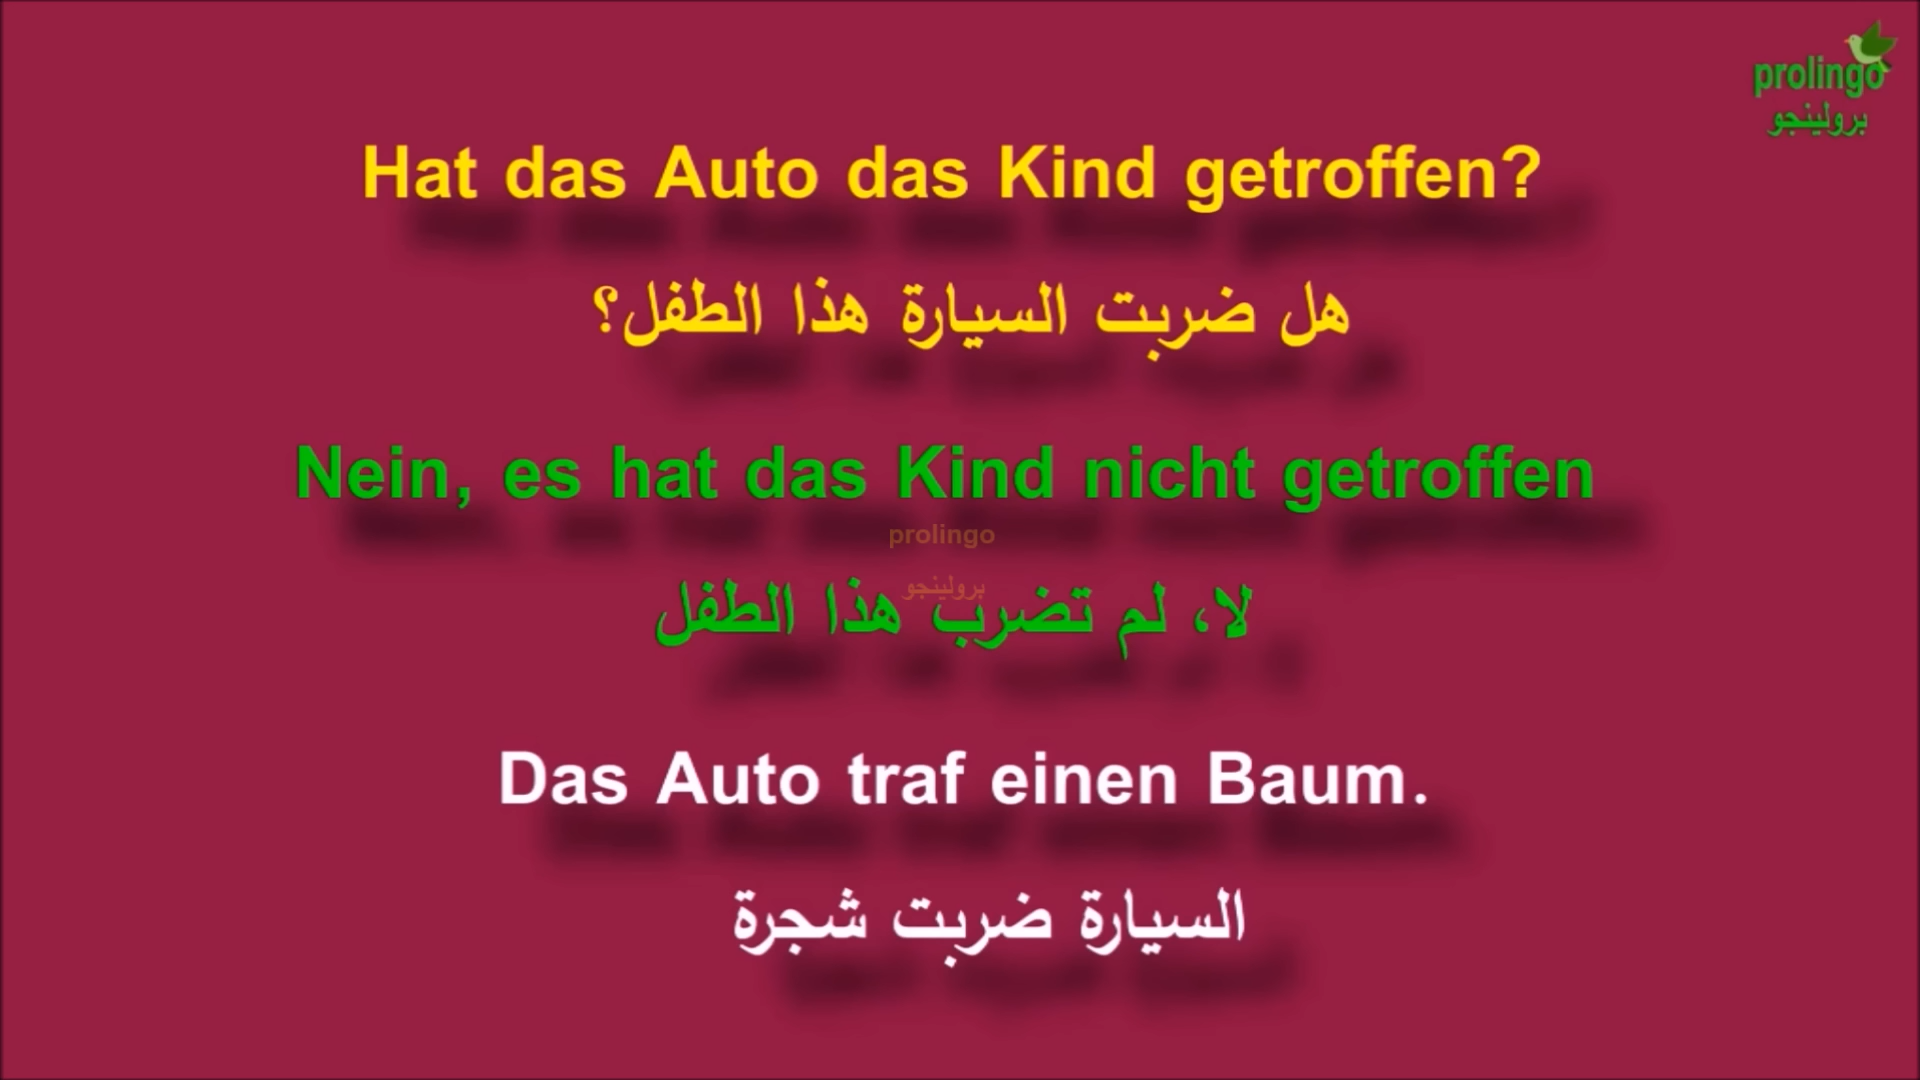 prolingo
برولينجو
Hat das Auto das Kind getroffen?
هل ضربت السيارة هذا الطفل؟
Nein, es hat das Kind nicht getroffen
prolingo
برولينجو
لا، لم تضرب هذا الطفل
Das Auto traf einen Baum.
السيارة ضربت شجرة